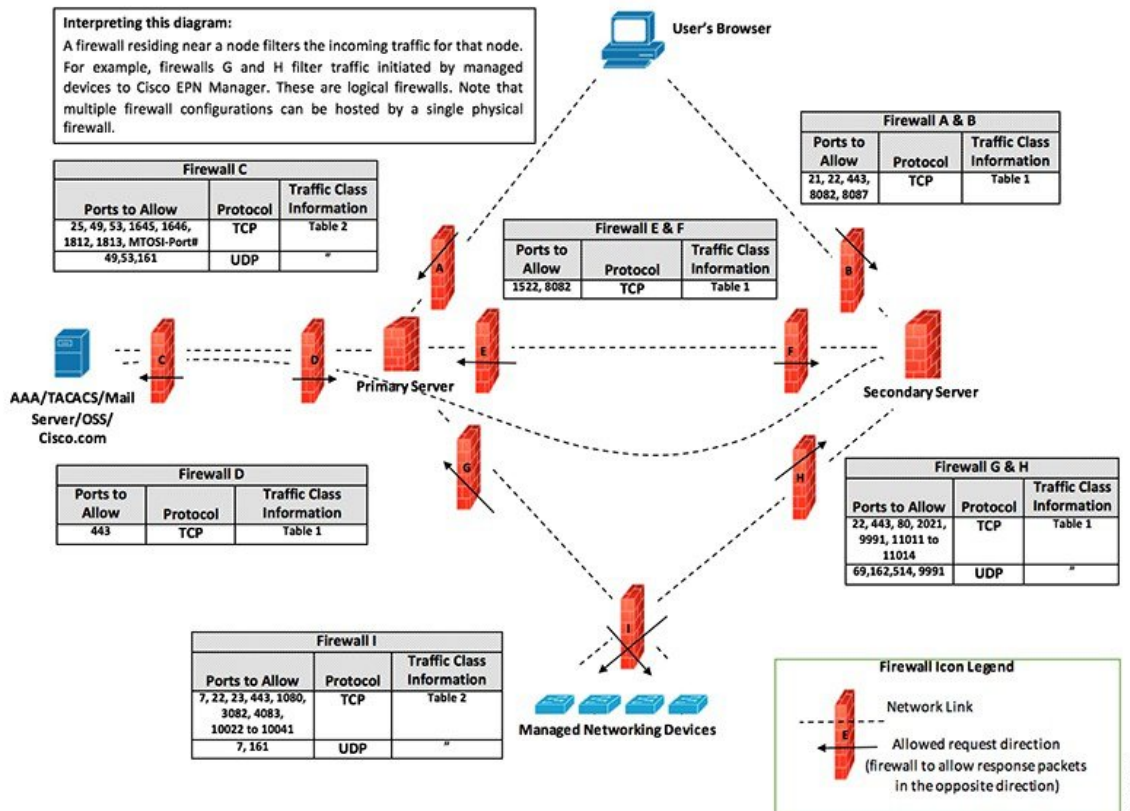 Interpreting this diagram:
A firewall residing near a node filters the incoming traffic for that node.
For example, firewalls G and H filter traffic initiated by managed
devices to Cisco EPN Manager. These are logical firewalls. Note that
multiple firewall configurations can be hosted by a single physical
firewall.
User's Browser
Firewall A & B
Ports to
Allow
Protocol
Traffic Class
Information
21, 22, 443,
8082, 8087
TCP
Table 1
Firewall C
Ports to Allow
Protocol
Traffic Class
Information
25, 49, 53, 1645, 1646,
1812, 1813, MTOSI-Port#
TCP
Table 2
49,53,161
UDP
"
Firewall E & F
Ports to
Allow
Protocol
Traffic Class
Information
1522, 8082
TCP
Table 1
A
B
C
D
E
F
Primary Server
Secondary Server
AAA/TACACS/Mail
Server/OSS/
Cisco.com
G
H
Firewall D
Ports to
Allow
Protocol
Traffic Class
Information
443
TCP
Table 1
Firewall G & H
Ports to Allow
Protocol
Traffic Class
Information
22, 443, 80, 2021,
9991, 11011 to
11014
TCP
Table 1
69,162,514, 9991
UDP
"
I
Firewall I
Ports to Allow
Protocol
Traffic Class
Information
7, 22, 23, 443, 1080,
3082, 4083,
10022 to 10041
TCP
Table 2
7, 161
UDP
"
Managed Networking Devices
Firewall Icon Legend
Network Link
E
Allowed request direction
(firewall to allow response packets
in the opposite direction)